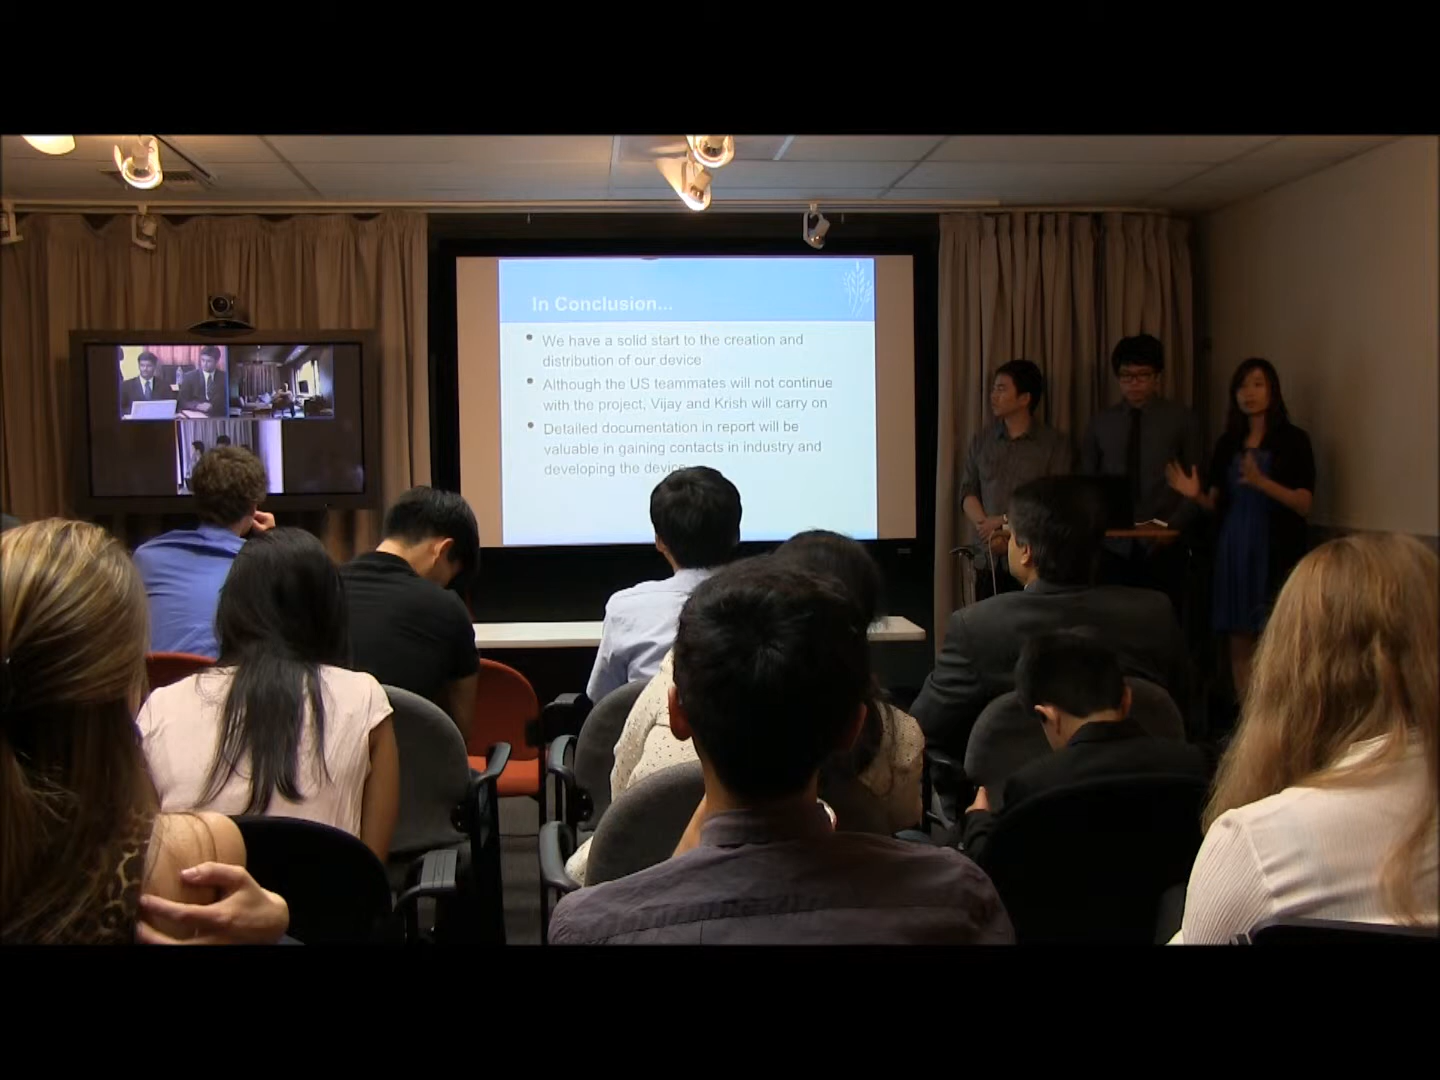 In Conclusion...
• We have a solid start to the creation and
distribution of our device
• Although the US teammates will not continue
with the project, Vijay and Krish will carry on
• Detailed documentation in report will be
valuable in gaining contacts in industry and
developing the device